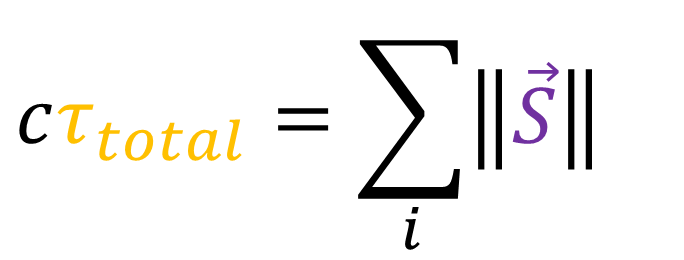 cτ_total = ∑_i ‖S⃗‖